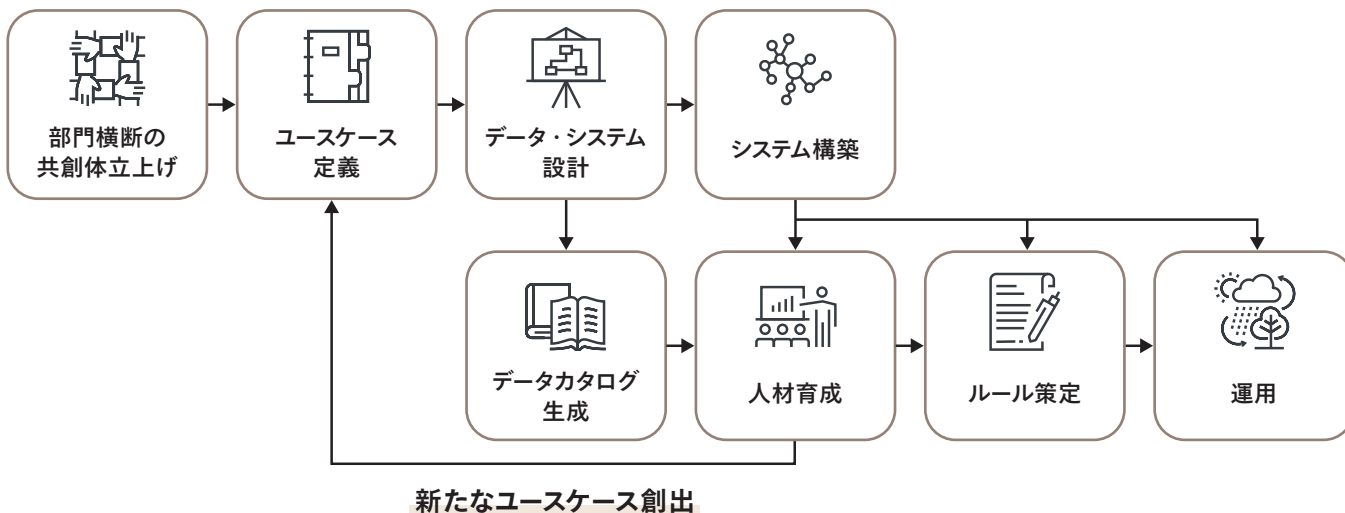 部門横断の
共創体立上げ
ユースケース
定義
データ・システム
設計
システム構築
データカタログ
生成
人材育成
ルール策定
運用
新たなユースケース創出